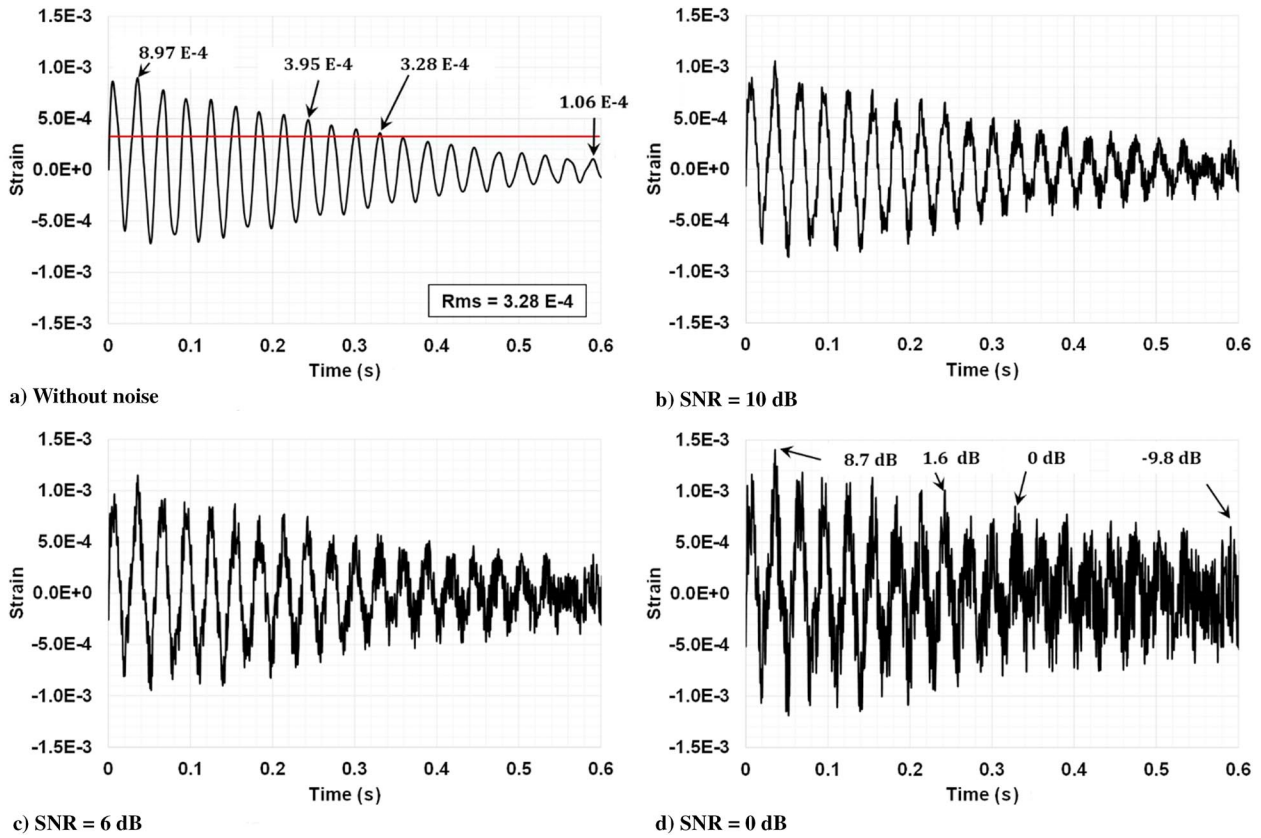 1.5E-3
1.0E-3
5.0E-4
0.0E+0
-5.0E-4
-1.0E-3
-1.5E-3
Strain
8.97 E-4
3.95 E-4
3.28 E-4
1.06 E-4
Rms = 3.28 E-4
0 0.1 0.2 0.3 0.4 0.5 0.6
Time (s)
a) Without noise
1.5E-3
1.0E-3
5.0E-4
0.0E+0
-5.0E-4
-1.0E-3
-1.5E-3
Strain
0 0.1 0.2 0.3 0.4 0.5 0.6
Time (s)
b) SNR = 10 dB
1.5E-3
1.0E-3
5.0E-4
0.0E+0
-5.0E-4
-1.0E-3
-1.5E-3
Strain
0 0.1 0.2 0.3 0.4 0.5 0.6
Time (s)
c) SNR = 6 dB
1.5E-3
1.0E-3
5.0E-4
0.0E+0
-5.0E-4
-1.0E-3
-1.5E-3
Strain
8.7 dB
1.6 dB
0 dB
-9.8 dB
0 0.1 0.2 0.3 0.4 0.5 0.6
Time (s)
d) SNR = 0 dB